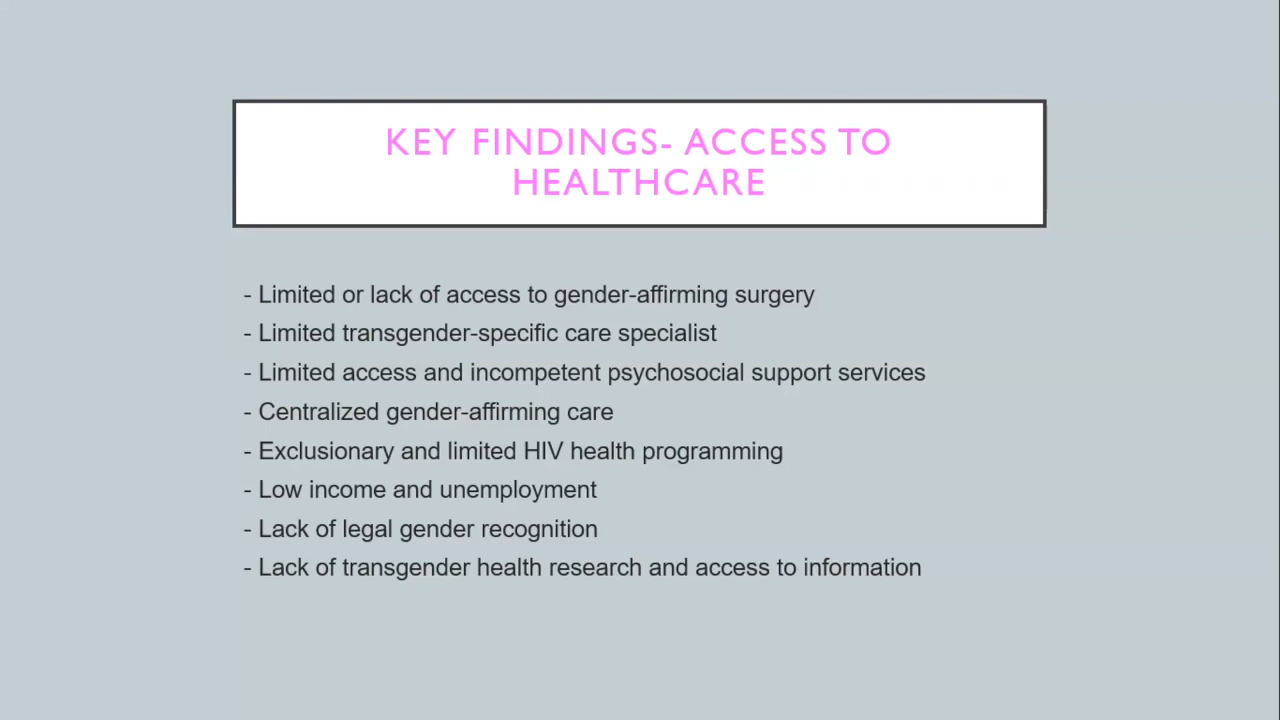 KEY FINDINGS- ACCESS TO
HEALTHCARE
- Limited or lack of access to gender-affirming surgery
- Limited transgender-specific care specialist
- Limited access and incompetent psychosocial support services
- Centralized gender-affirming care
- Exclusionary and limited HIV health programming
- Low income and unemployment
- Lack of legal gender recognition
- Lack of transgender health research and access to information